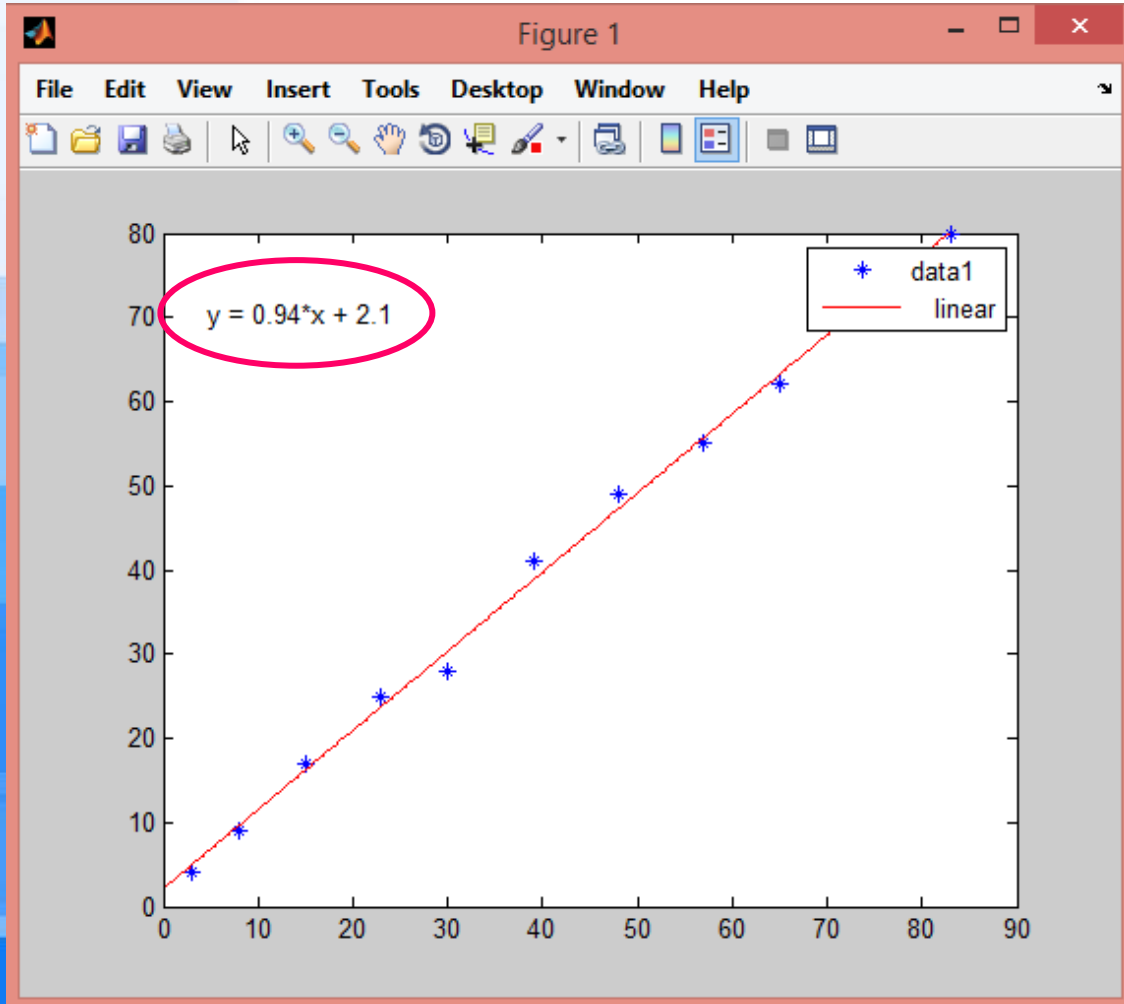 Figure 1
File Edit View Insert Tools Desktop Window Help
80
70
60
50
40
30
20
10
0
y = 0.94*x + 2.1
data1
linear
0 10 20 30 40 50 60 70 80 90